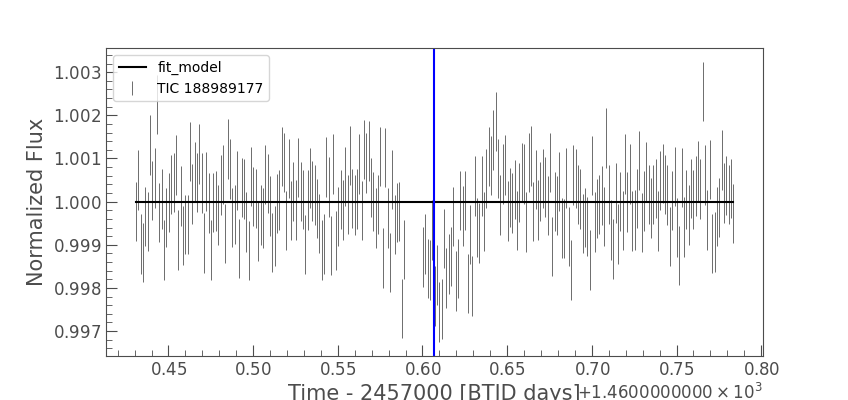 fit_model
TIC 188989177
1.003
1.002
1.001
1.000
0.999
0.998
0.997
Normalized Flux
0.45 0.50 0.55 0.60 0.65 0.70 0.75 0.80
Time - 2457000 [BTJD days]
+1.4600000000 × 10³